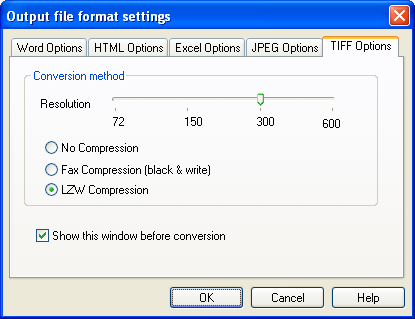 Output file format settings
Word Options HTML Options Excel Options JPEG Options TIFF Options
Conversion method
Resolution
72 150 300 600
No Compression
Fax Compression (black & write)
LZW Compression
Show this window before conversion
OK Cancel Help